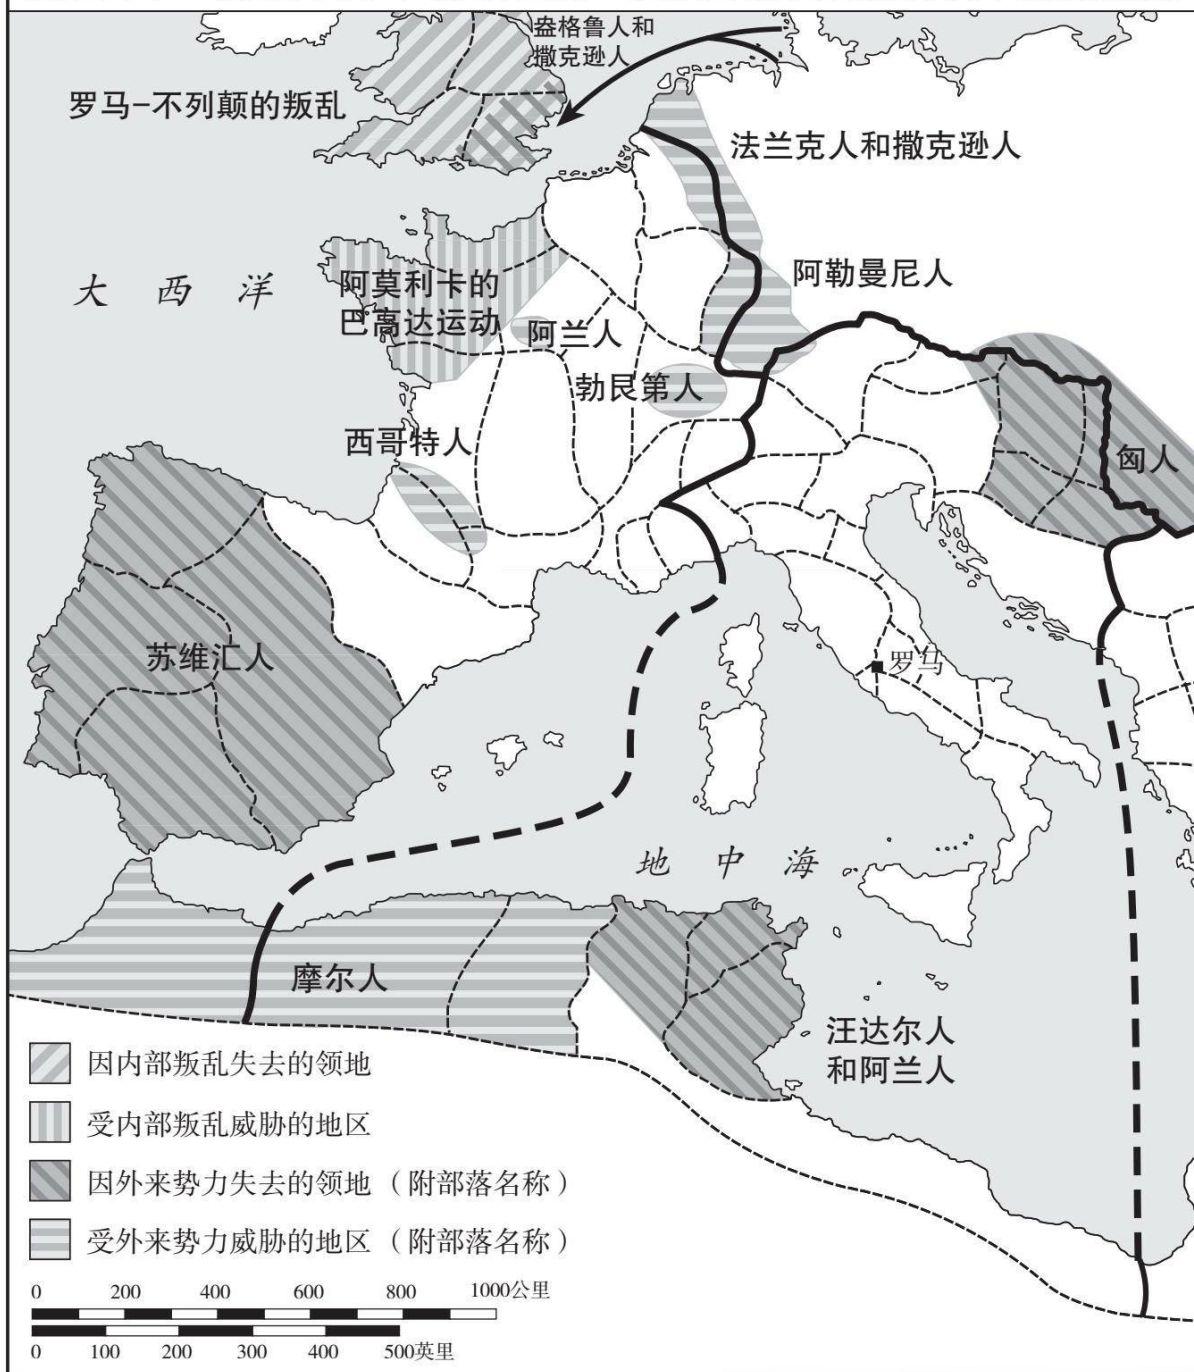 盎格鲁人和
撒克逊人
罗马-不列颠的叛乱
法兰克人和撒克逊人
大西洋
阿莫利卡的
巴高达运动
阿勒曼尼人
阿兰人
勃艮第人
西哥特人
匈人
苏维汇人
罗马
地中海
摩尔人
汪达尔人
和阿兰人
因内部叛乱失去的领地
受内部叛乱威胁的地区
因外来势力失去的领地（附部落名称）
受外来势力威胁的地区（附部落名称）
0 200 400 600 800 1000公里
0 100 200 300 400 500英里